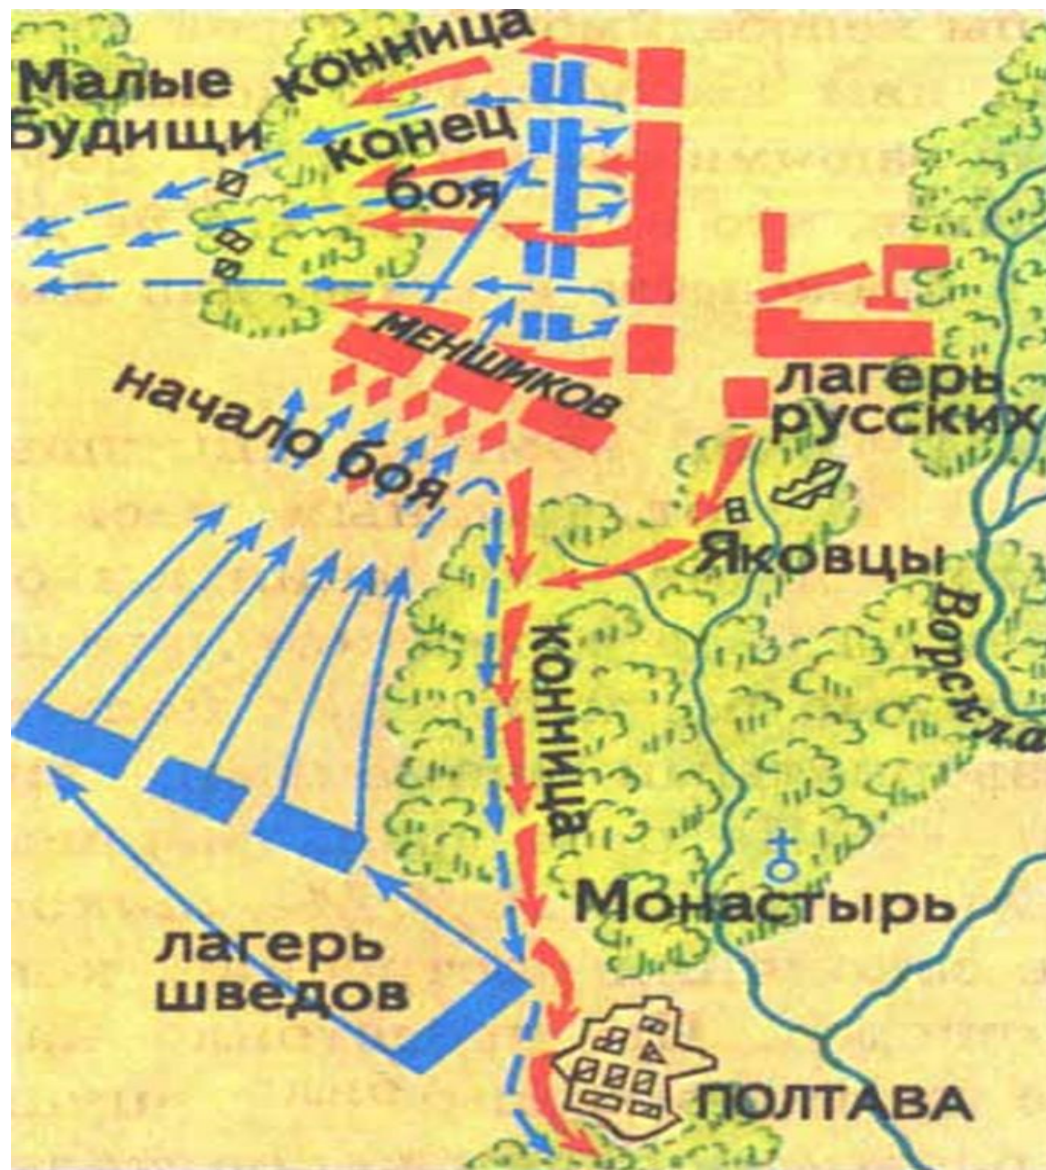 конница
Малые
Будищи
конец
боя
МЕНШИКОВ
начало боя
лагерь
русских
Яковцы
Ворскла
конница
Монастырь
лагерь
шведов
ПОЛТАВА